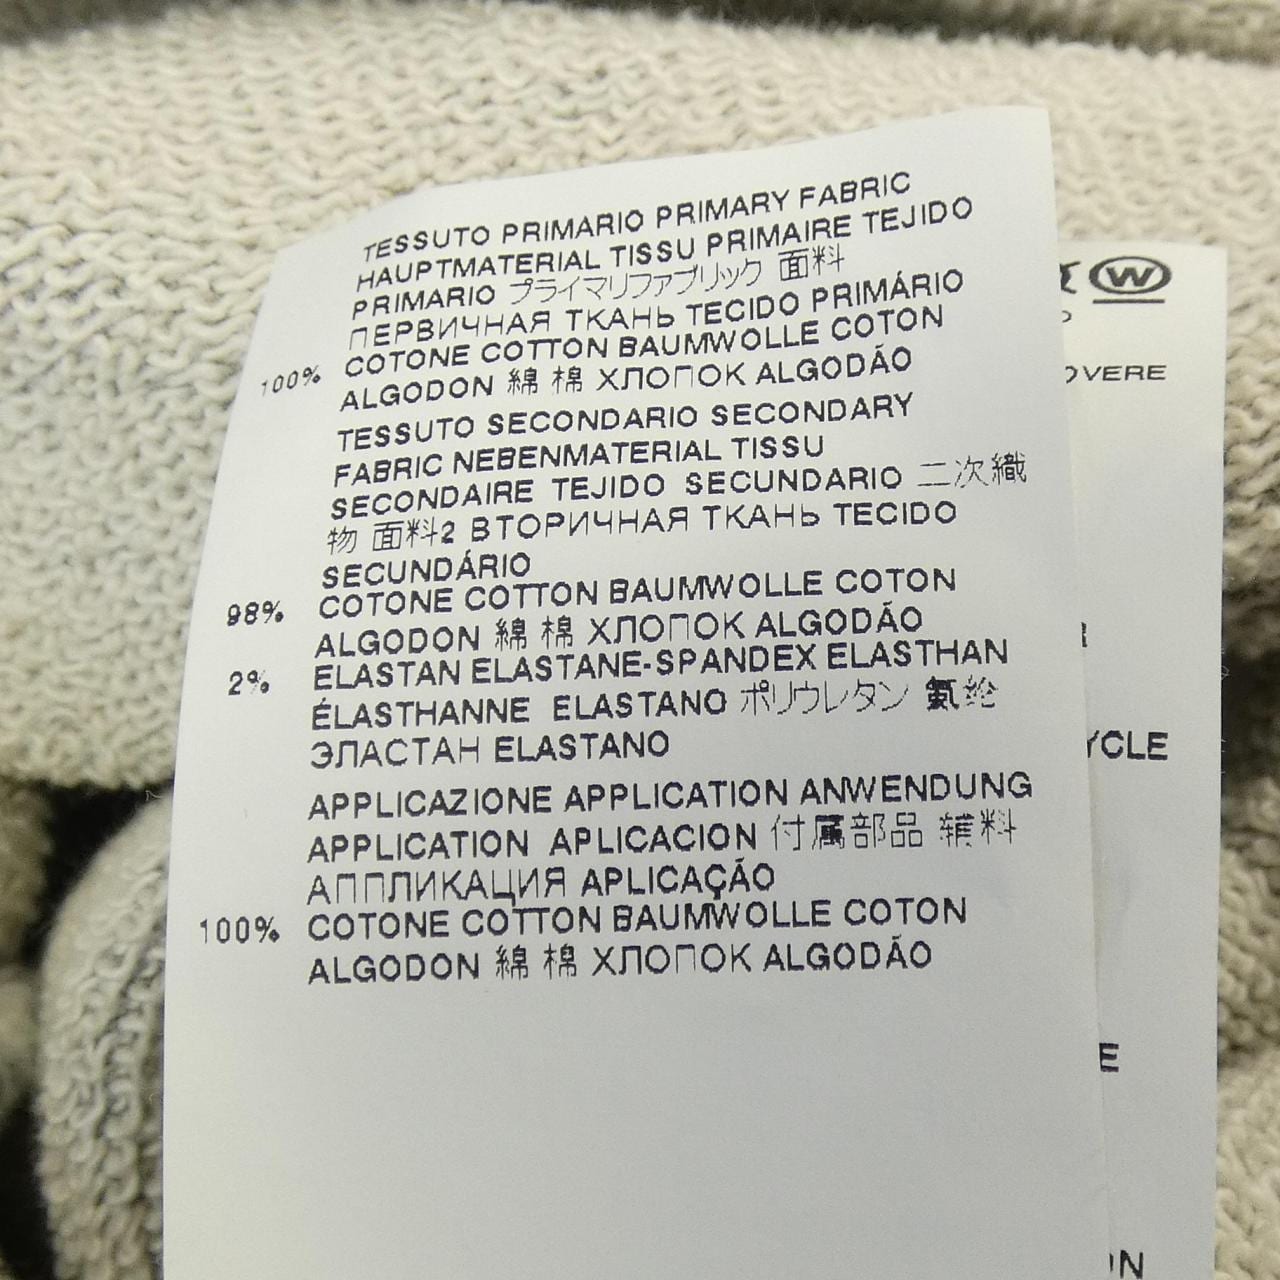 TESSUTO PRIMARIO PRIMARY FABRIC
HAUPTMATERIAL TISSU PRIMAIRE TEJIDO
PRIMARIO プライマリファブリック 面料
ПЕРВИЧНАЯ ТКАНЬ TECIDO PRIMÁRIO
100% COTONE COTTON BAUMWOLLE COTON
ALGODON 綿 棉 ХЛОПОК ALGODÃO
TESSUTO SECONDARIO SECONDARY
FABRIC NEBENMATERIAL TISSU
SECONDAIRE TEJIDO SECUNDARIO 二次織
物 面料2 ВТОРИЧНАЯ ТКАНЬ TECIDO
SECUNDÁRIO
98% COTONE COTTON BAUMWOLLE COTON
ALGODON 綿 棉 ХЛОПОК ALGODÃO
2% ELASTAN ELASTANE-SPANDEX ELASTHAN
ÉLASTHANNE ELASTANO ポリウレタン 氨纶
ЭЛАСТАН ELASTANO
APPLICAZIONE APPLICATION ANWENDUNG
APPLICATION APLICACION 付属部品 辅料
АППЛИКАЦИЯ APLICAÇÃO
100% COTONE COTTON BAUMWOLLE COTON
ALGODON 綿 棉 ХЛОПОК ALGODÃO
W
OVERE
YCLE
E